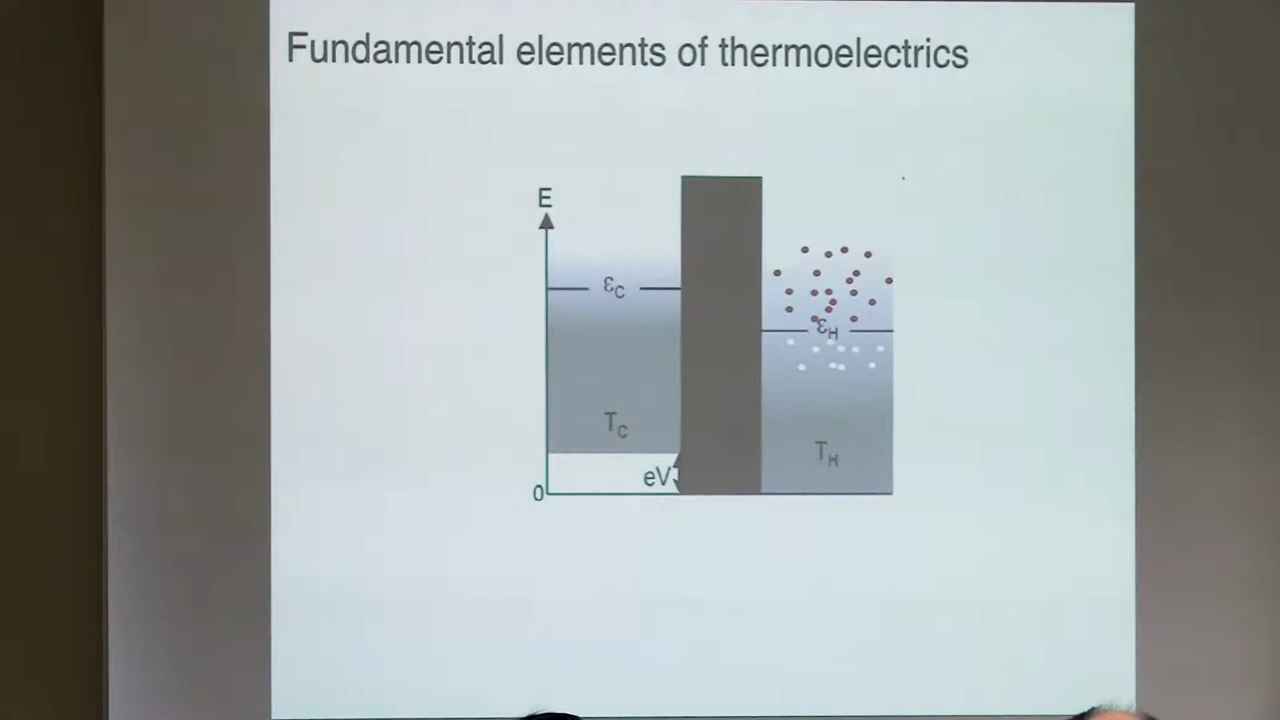 Fundamental elements of thermoelectrics
E
εC
εH
TC
TH
eV
0